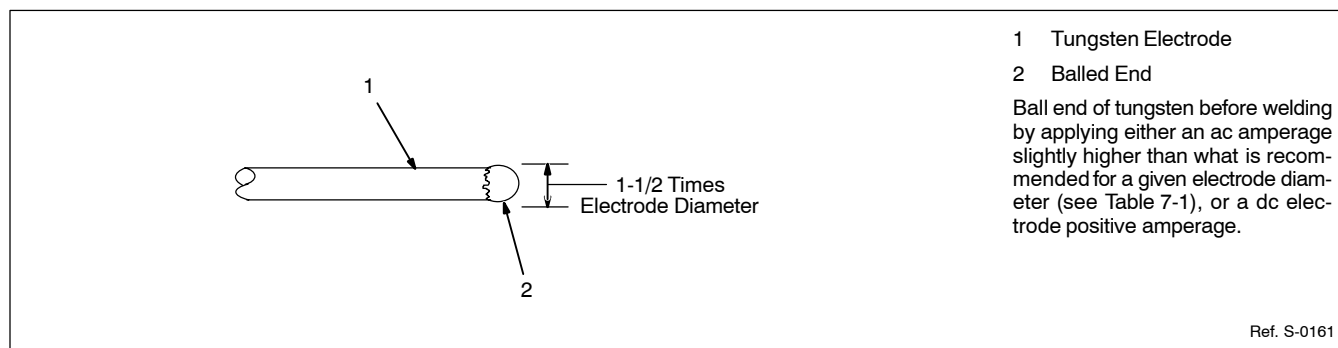 1
1-1/2 Times
Electrode Diameter
2
1 Tungsten Electrode
2 Balled End
Ball end of tungsten before welding
by applying either an ac amperage
slightly higher than what is recom-
mended for a given electrode diam-
eter (see Table 7-1), or a dc elec-
trode positive amperage.
Ref. S-0161